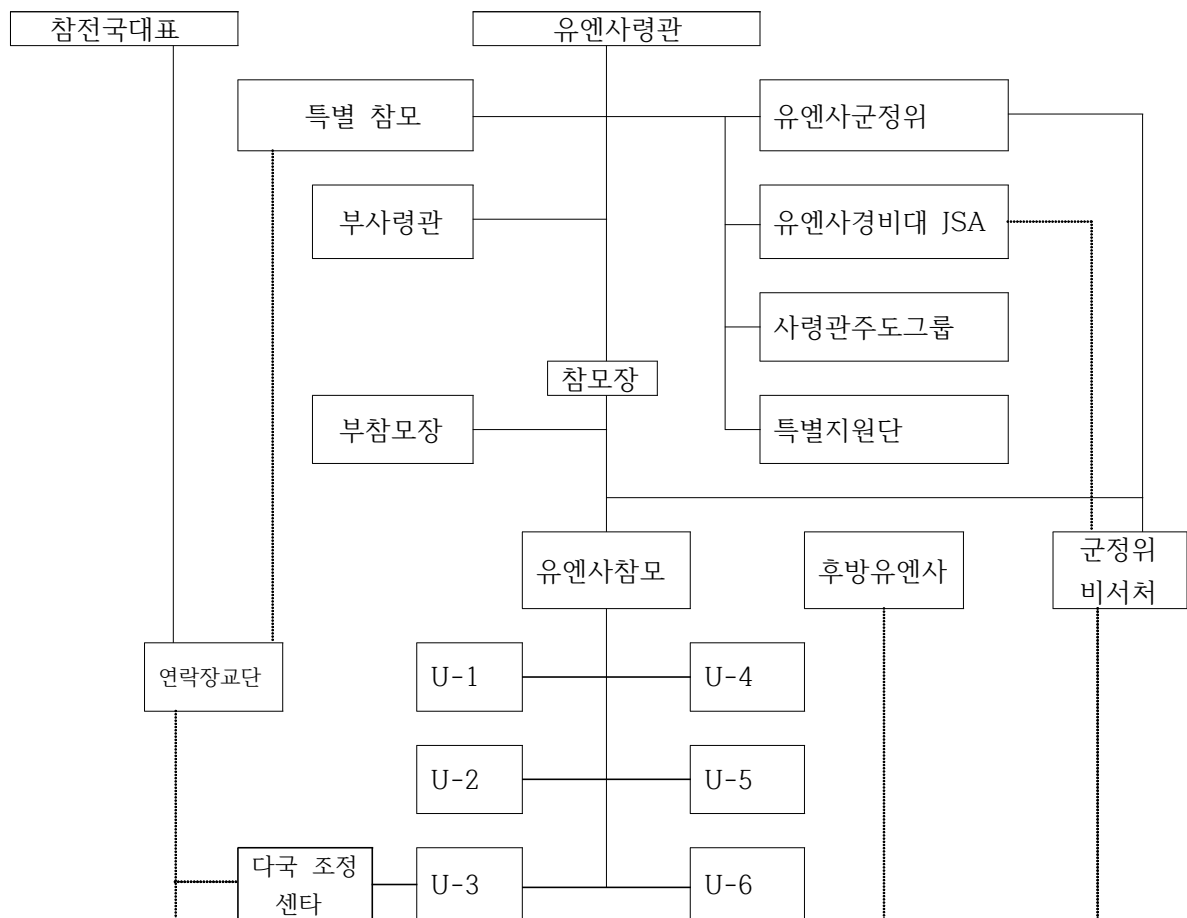 참전국대표
유엔사령관
특별 참모
유엔사군정위
부사령관
유엔사경비대 JSA
사령관주도그룹
참모장
부참모장
특별지원단
유엔사참모
후방유엔사
군정위
비서처
연락장교단
U-1
U-4
U-2
U-5
다국 조정
센타
U-3
U-6